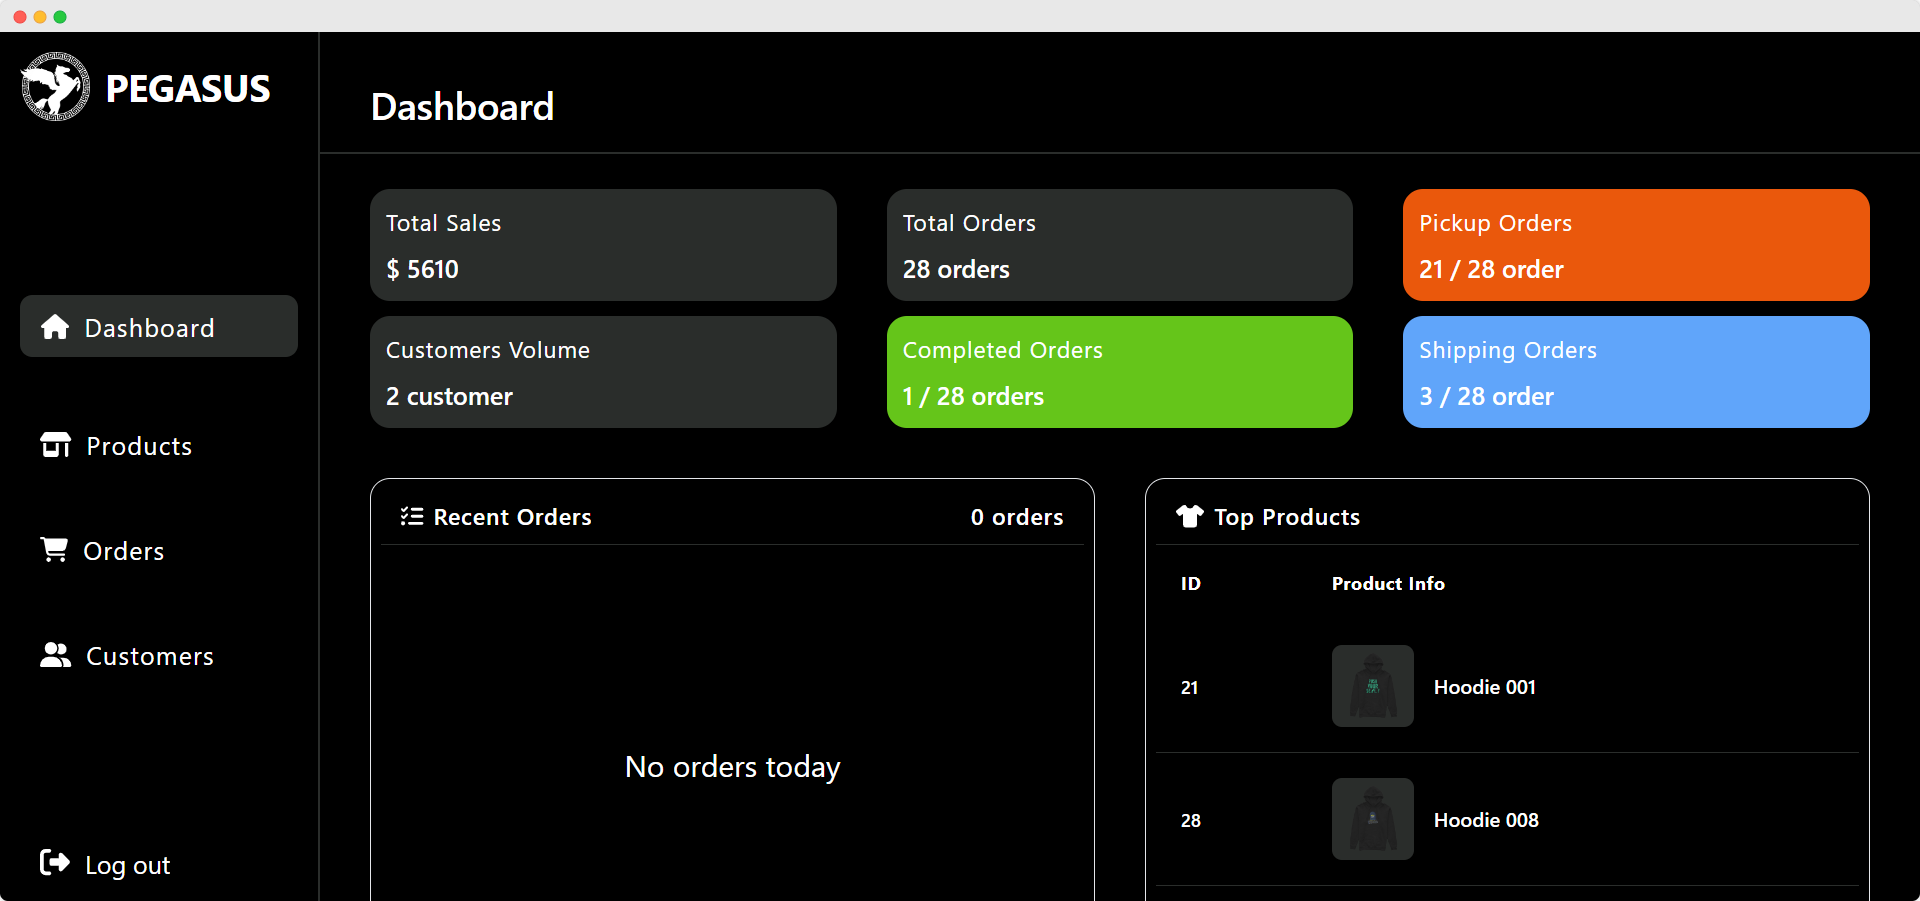 PEGASUS
Dashboard
Products
Orders
Customers
Log out
Dashboard
Total Sales
$ 5610
Total Orders
28 orders
Pickup Orders
21 / 28 order
Customers Volume
2 customer
Completed Orders
1 / 28 orders
Shipping Orders
3 / 28 order
Recent Orders
0 orders
No orders today
Top Products
ID Product Info
21 Hoodie 001
28 Hoodie 008